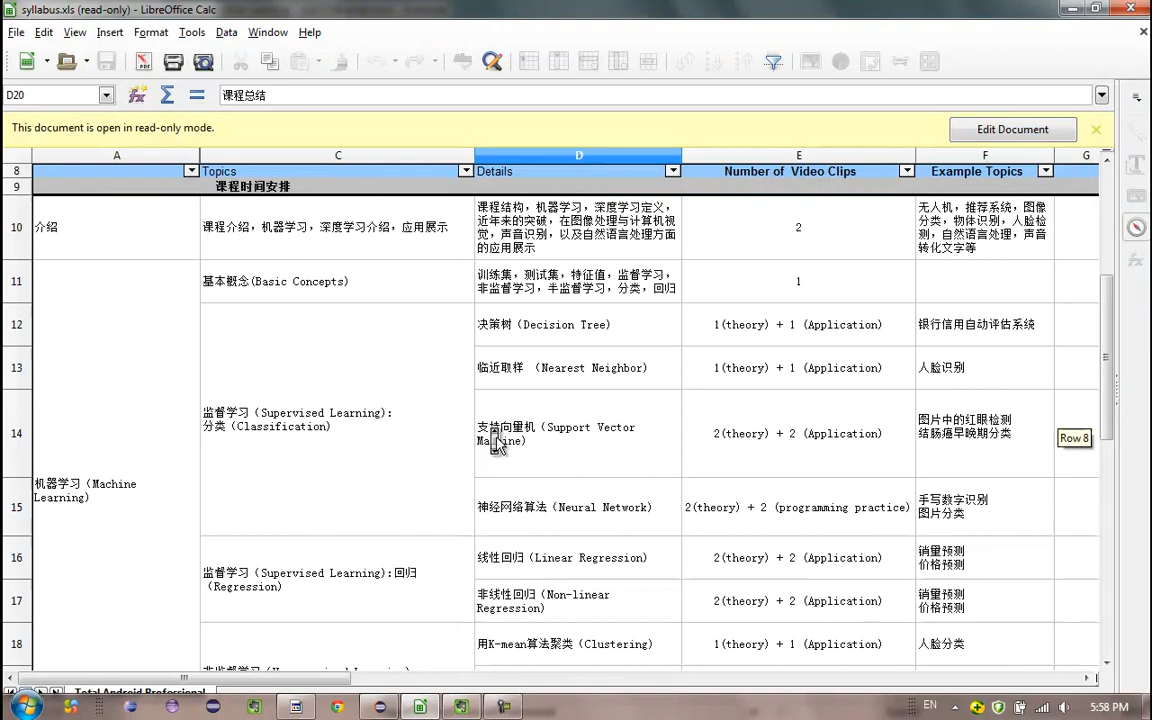 syllabus.xls (read-only) - LibreOffice Calc
File Edit View Insert Format Tools Data Window Help
D20
课程总结
This document is open in read-only mode.
Edit Document
A C D E F G
8 Topics Details Number of Video Clips Example Topics
9 课程时间安排
10 介绍
课程介绍，机器学习，深度学习介绍，应用展示
课程结构，机器学习，深度学习定义，
近年来的突破，在图像处理与计算机视
觉，声音识别，以及自然语言处理方面
的应用展示
2
无人机，推荐系统，图像
分类，物体识别，人脸检
测，自然语言处理，声音
转化文字等
11
基本概念(Basic Concepts)
训练集，测试集，特征值，监督学习，
非监督学习，半监督学习，分类，回归
1
12
决策树（Decision Tree)
1(theory) + 1 (Application)
银行信用自动评估系统
13
临近取样 （Nearest Neighbor)
1(theory) + 1 (Application)
人脸识别
监督学习（Supervised Learning):
分类（Classification)
14
支持向量机（Support Vector
Machine)
2(theory) + 2 (Application)
图片中的红眼检测
结肠癌早晚期分类
Row 8
机器学习（Machine
Learning)
15
神经网络算法（Neural Network)
2(theory) + 2 (programming practice)
手写数字识别
图片分类
监督学习（Supervised Learning):回归
（Regression)
16
线性回归（Linear Regression)
2(theory) + 2 (Application)
销量预测
价格预测
17
非线性回归（Non-linear
Regression)
2(theory) + 2 (Application)
销量预测
价格预测
18
用K-mean算法聚类（Clustering)
1(theory) + 1 (Application)
人脸分类
Total Android Professional
EN
5:58 PM